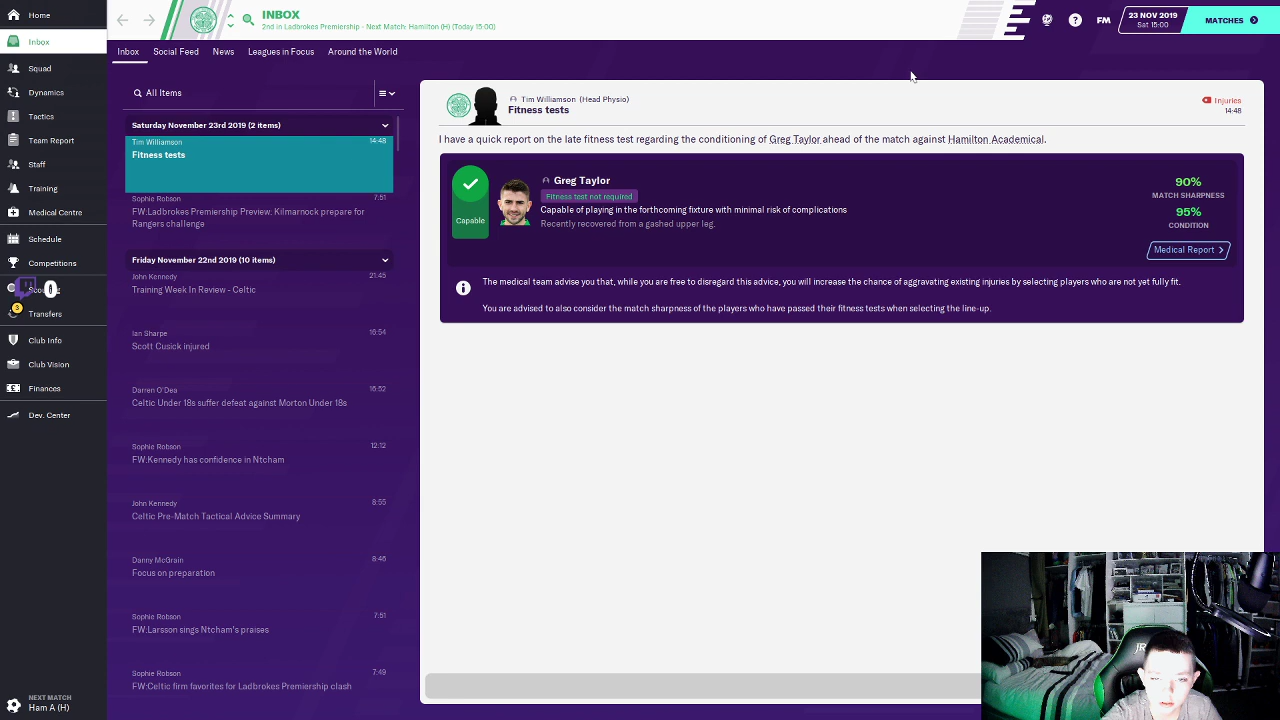 INBOX
2nd in Ladbrokes Premiership - Next Match: Hamilton (H) (Today 15:00)
FM
23 NOV 2019
Sat 15:00
MATCHES
Inbox
Squad
Dynamics
Tactics
Team Report
Staff
Training
Medical Centre
Schedule
Competitions
Transfers
Club Info
Club Vision
Finances
Dev. Center
NEXT MATCH
Ham A (H)
Inbox
Social Feed
News
Leagues in Focus
Around the World
All Items
Saturday November 23rd 2019 (2 items)
Tim Williamson 14:48
Fitness tests
Sophie Robson 7:51
FW:Ladbrokes Premiership Preview: Kilmarnock prepare for
Rangers challenge
Friday November 22nd 2019 (10 items)
John Kennedy 21:45
Training Week In Review - Celtic
Ian Sharpe 16:54
Scott Cusick injured
Darren O'Dea 16:52
Celtic Under 18s suffer defeat against Morton Under 18s
Sophie Robson 12:12
FW:Kennedy has confidence in Ntcham
John Kennedy 8:55
Celtic Pre-Match Tactical Advice Summary
Danny McGrain 8:46
Focus on preparation
Sophie Robson 7:51
FW:Larsson sings Ntcham's praises
Sophie Robson 7:49
FW:Celtic firm favorites for Ladbrokes Premiership clash
Tim Williamson (Head Physio)
Fitness tests
Injuries
14:48
I have a quick report on the late fitness test regarding the conditioning of Greg Taylor ahead of the match against Hamilton Academical.
Capable
Greg Taylor
Fitness test not required
Capable of playing in the forthcoming fixture with minimal risk of complications
Recently recovered from a gashed upper leg.
90%
MATCH SHARPNESS
95%
CONDITION
Medical Report
The medical team advise you that, while you are free to disregard this advice, you will increase the chance of aggravating existing injuries by selecting players who are not yet fully fit.
You are advised to also consider the match sharpness of the players who have passed their fitness tests when selecting the line-up.
JR